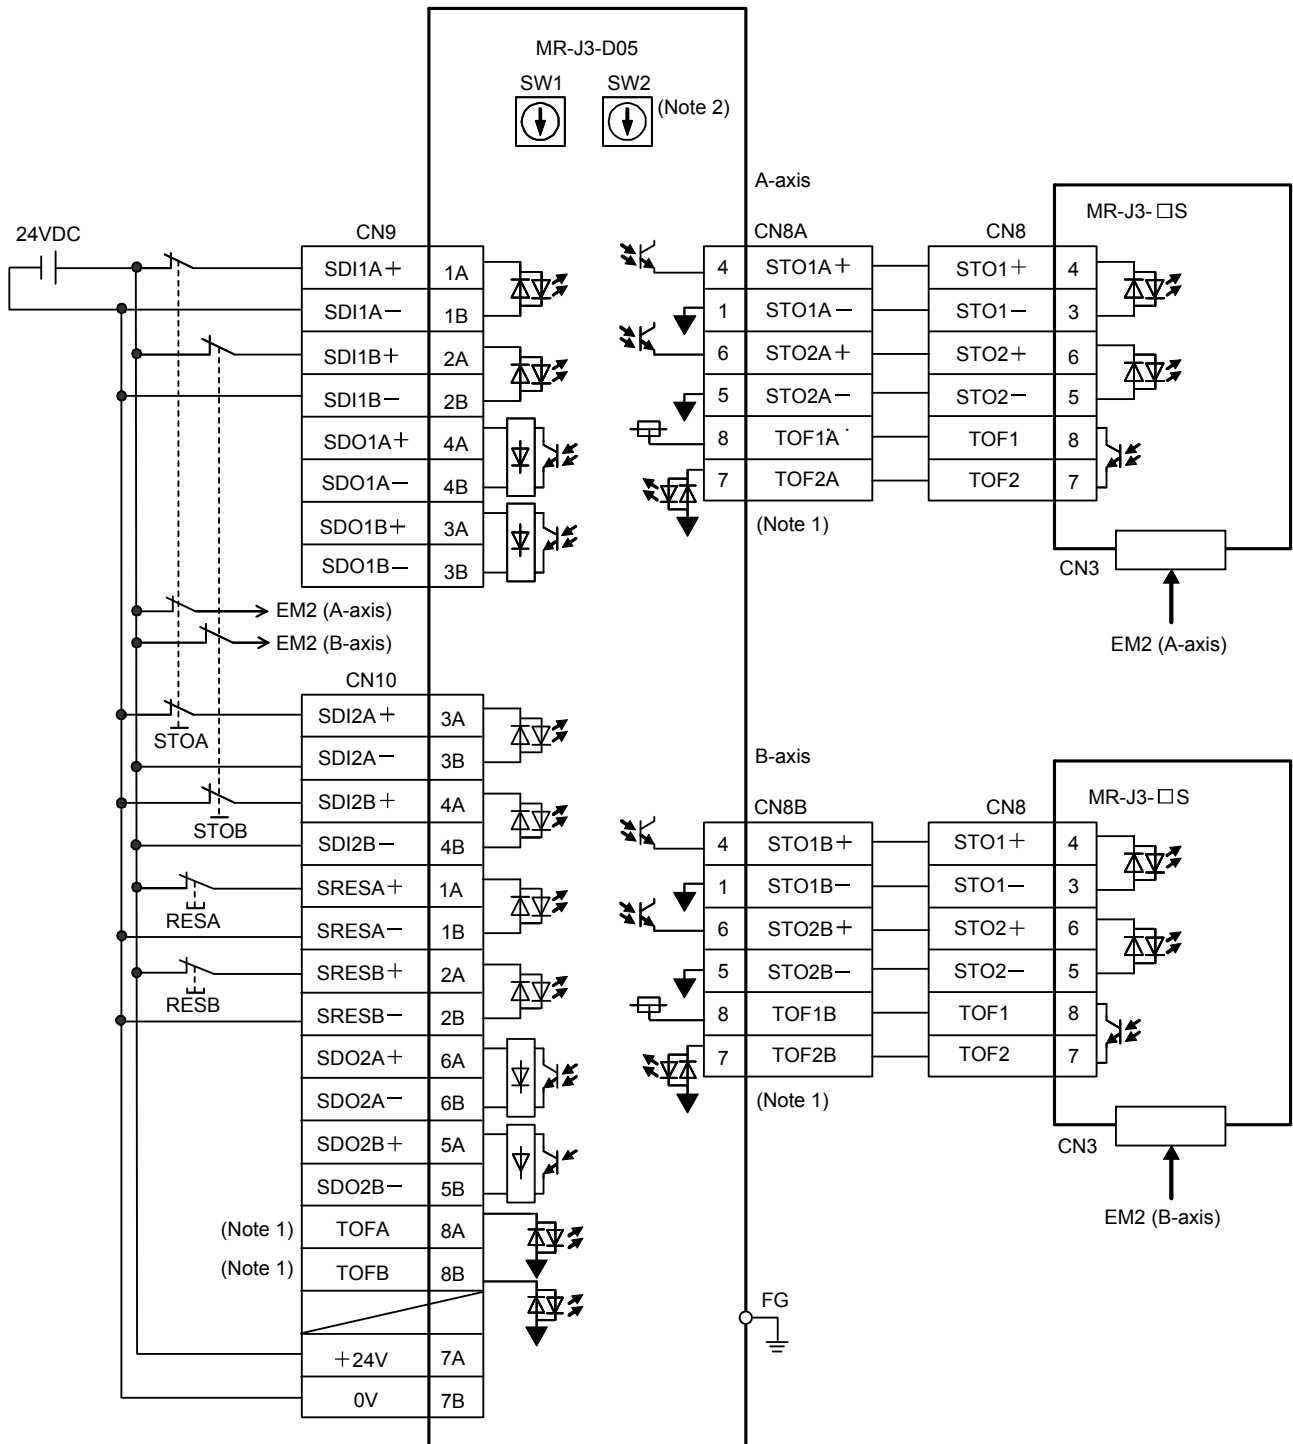 MR-J3-D05
SW1 SW2
(Note 2)
A-axis
MR-J3-□S
24VDC
CN9
CN8A
CN8
SDI1A+ 1A
SDI1A− 1B
SDI1B+ 2A
SDI1B− 2B
SDO1A+ 4A
SDO1A− 4B
SDO1B+ 3A
SDO1B− 3B
4 STO1A+ STO1+ 4
1 STO1A− STO1− 3
6 STO2A+ STO2+ 6
5 STO2A− STO2− 5
8 TOF1A TOF1 8
7 TOF2A TOF2 7
(Note 1)
CN3
EM2 (A-axis)
EM2 (A-axis)
EM2 (B-axis)
CN10
STOA
STOB
RESA
RESB
SDI2A+ 3A
SDI2A− 3B
SDI2B+ 4A
SDI2B− 4B
SRESA+ 1A
SRESA− 1B
SRESB+ 2A
SRESB− 2B
SDO2A+ 6A
SDO2A− 6B
SDO2B+ 5A
SDO2B− 5B
(Note 1) TOFA 8A
(Note 1) TOFB 8B
+24V 7A
0V 7B
B-axis
MR-J3-□S
CN8B
CN8
4 STO1B+ STO1+ 4
1 STO1B− STO1− 3
6 STO2B+ STO2+ 6
5 STO2B− STO2− 5
8 TOF1B TOF1 8
7 TOF2B TOF2 7
(Note 1)
CN3
EM2 (B-axis)
FG